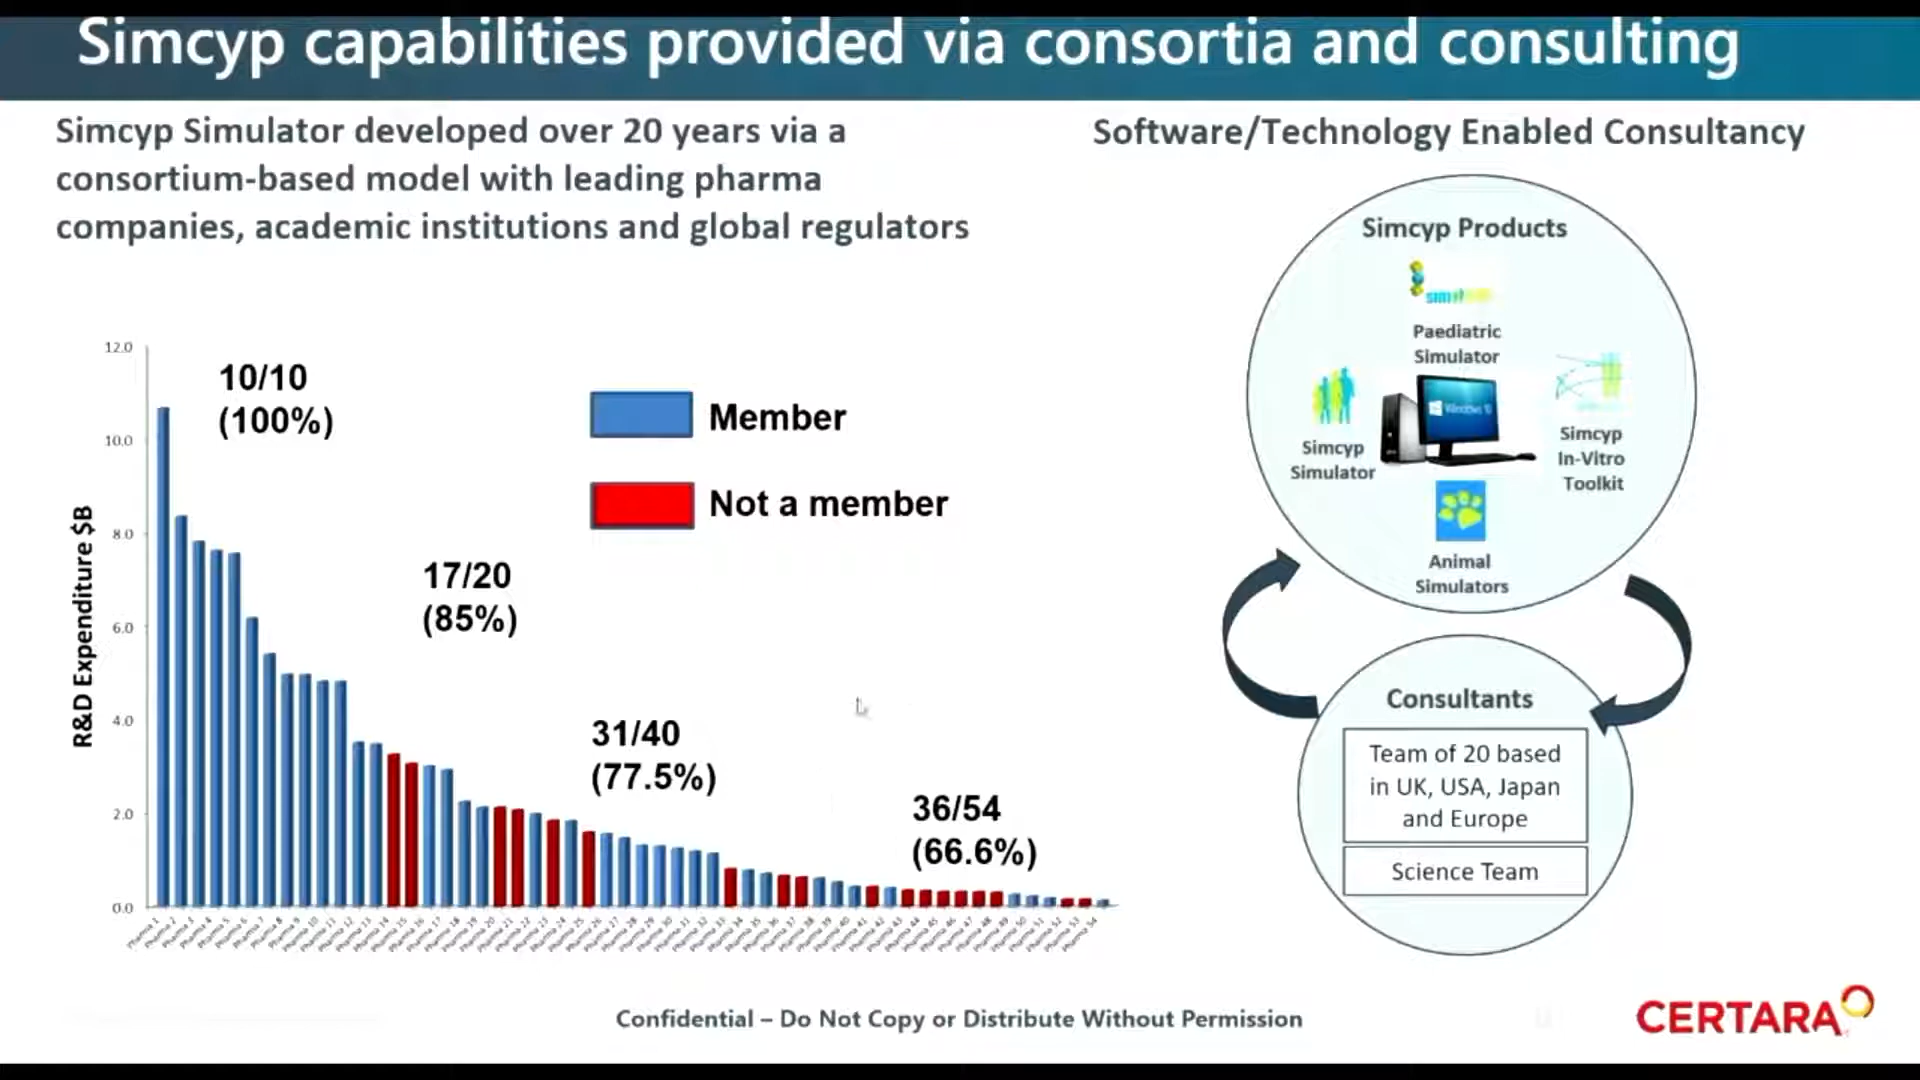 Simcyp capabilities provided via consortia and consulting
Simcyp Simulator developed over 20 years via a
consortium-based model with leading pharma
companies, academic institutions and global regulators
12.0
10.0
8.0
6.0
4.0
2.0
0.0
R&D Expenditure $B
10/10
(100%)
17/20
(85%)
31/40
(77.5%)
36/54
(66.6%)
Member
Not a member
Software/Technology Enabled Consultancy
Simcyp Products
Paediatric
Simulator
Simcyp
Simulator
Windows 10
Simcyp
In-Vitro
Toolkit
Animal
Simulators
Consultants
Team of 20 based
in UK, USA, Japan
and Europe
Science Team
Confidential – Do Not Copy or Distribute Without Permission
CERTARA